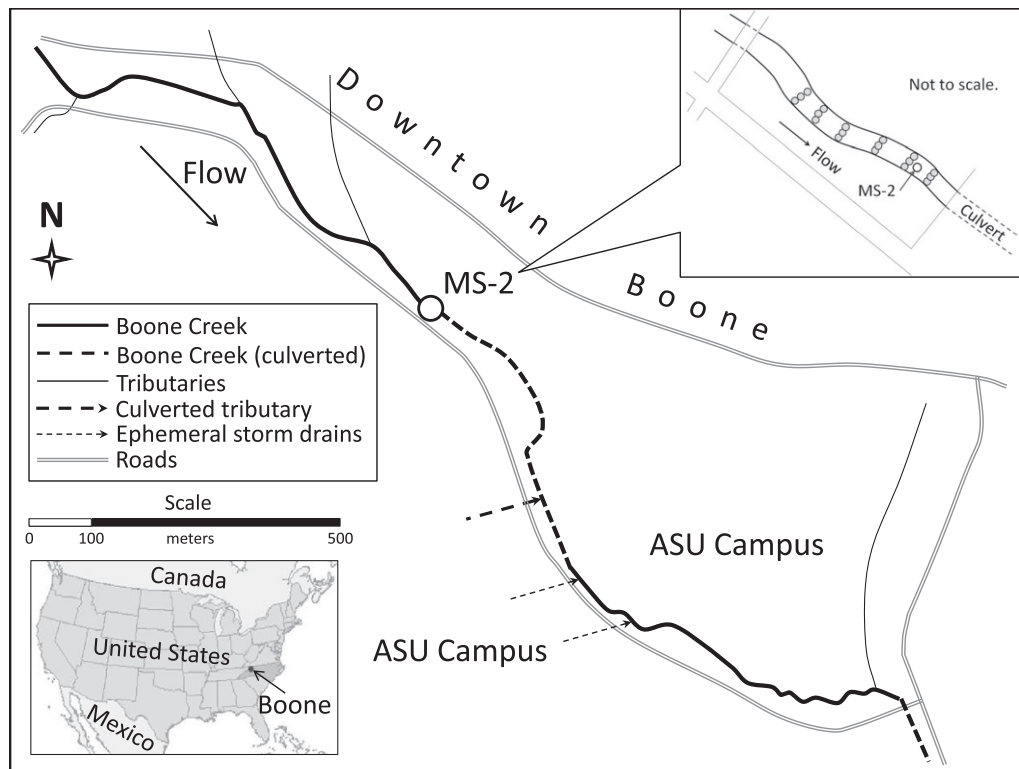 Downtown
Boone
Not to scale.
Flow
MS-2
Culvert
Flow
N
MS-2
Boone Creek
Boone Creek (culverted)
Tributaries
Culverted tributary
Ephemeral storm drains
Roads
Scale
0 100 meters 500
ASU Campus
ASU Campus
Canada
United States
Boone
Mexico